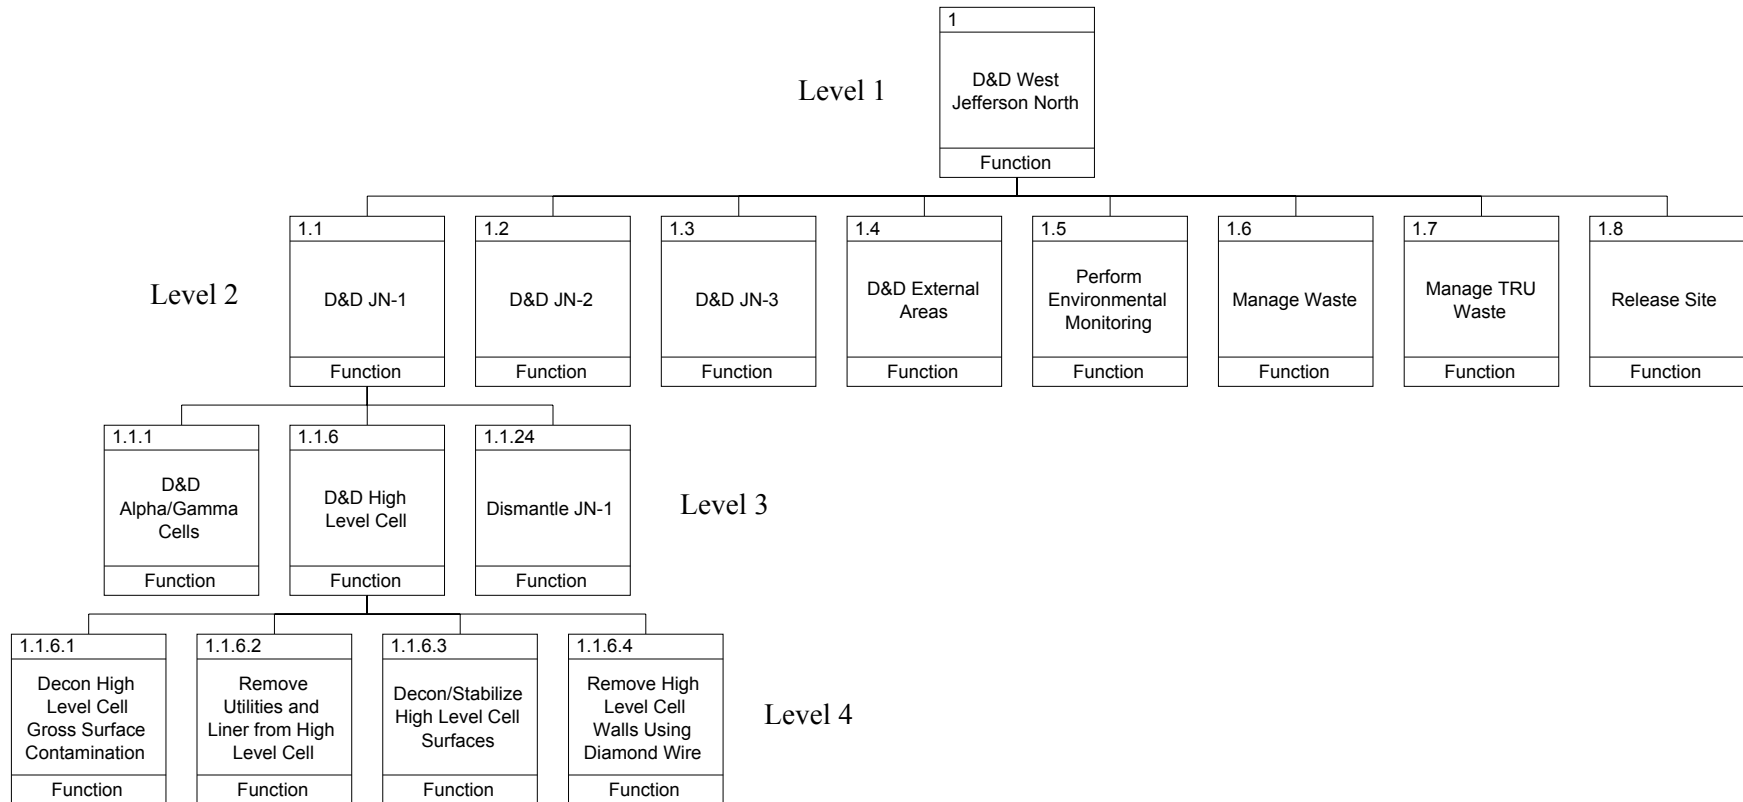 1
D&D West
Jefferson North
Function
Level 1
1.1
D&D JN-1
Function
1.2
D&D JN-2
Function
1.3
D&D JN-3
Function
1.4
D&D External
Areas
Function
1.5
Perform
Environmental
Monitoring
Function
1.6
Manage Waste
Function
1.7
Manage TRU
Waste
Function
1.8
Release Site
Function
Level 2
1.1.1
D&D
Alpha/Gamma
Cells
Function
1.1.6
D&D High
Level Cell
Function
1.1.24
Dismantle JN-1
Function
Level 3
1.1.6.1
Decon High
Level Cell
Gross Surface
Contamination
Function
1.1.6.2
Remove
Utilities and
Liner from High
Level Cell
Function
1.1.6.3
Decon/Stabilize
High Level Cell
Surfaces
Function
1.1.6.4
Remove High
Level Cell
Walls Using
Diamond Wire
Function
Level 4